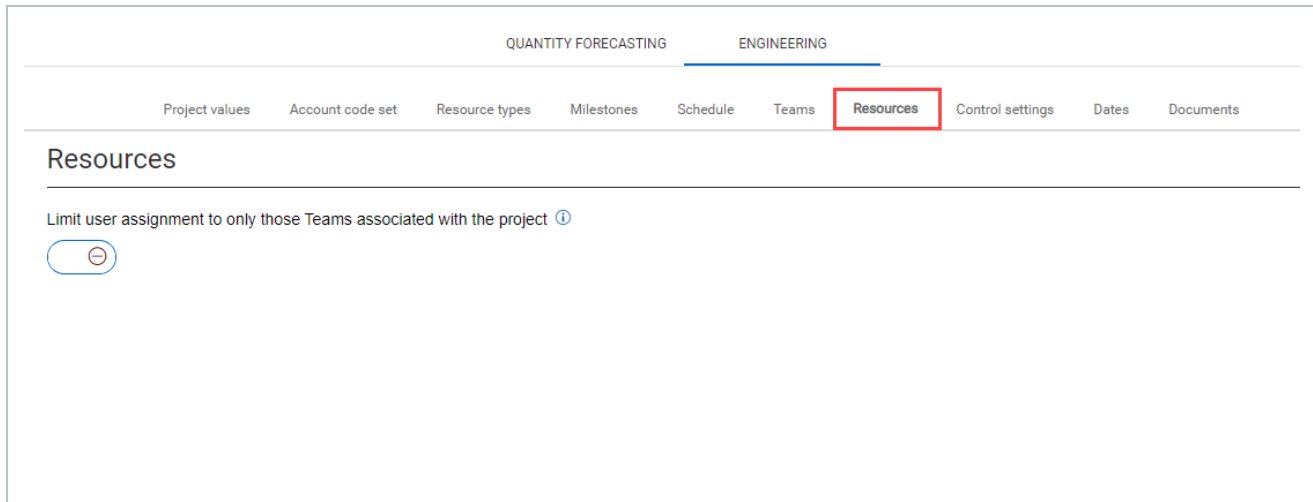 QUANTITY FORECASTING ENGINEERING
Project values Account code set Resource types Milestones Schedule Teams Resources Control settings Dates Documents
Resources
Limit user assignment to only those Teams associated with the project